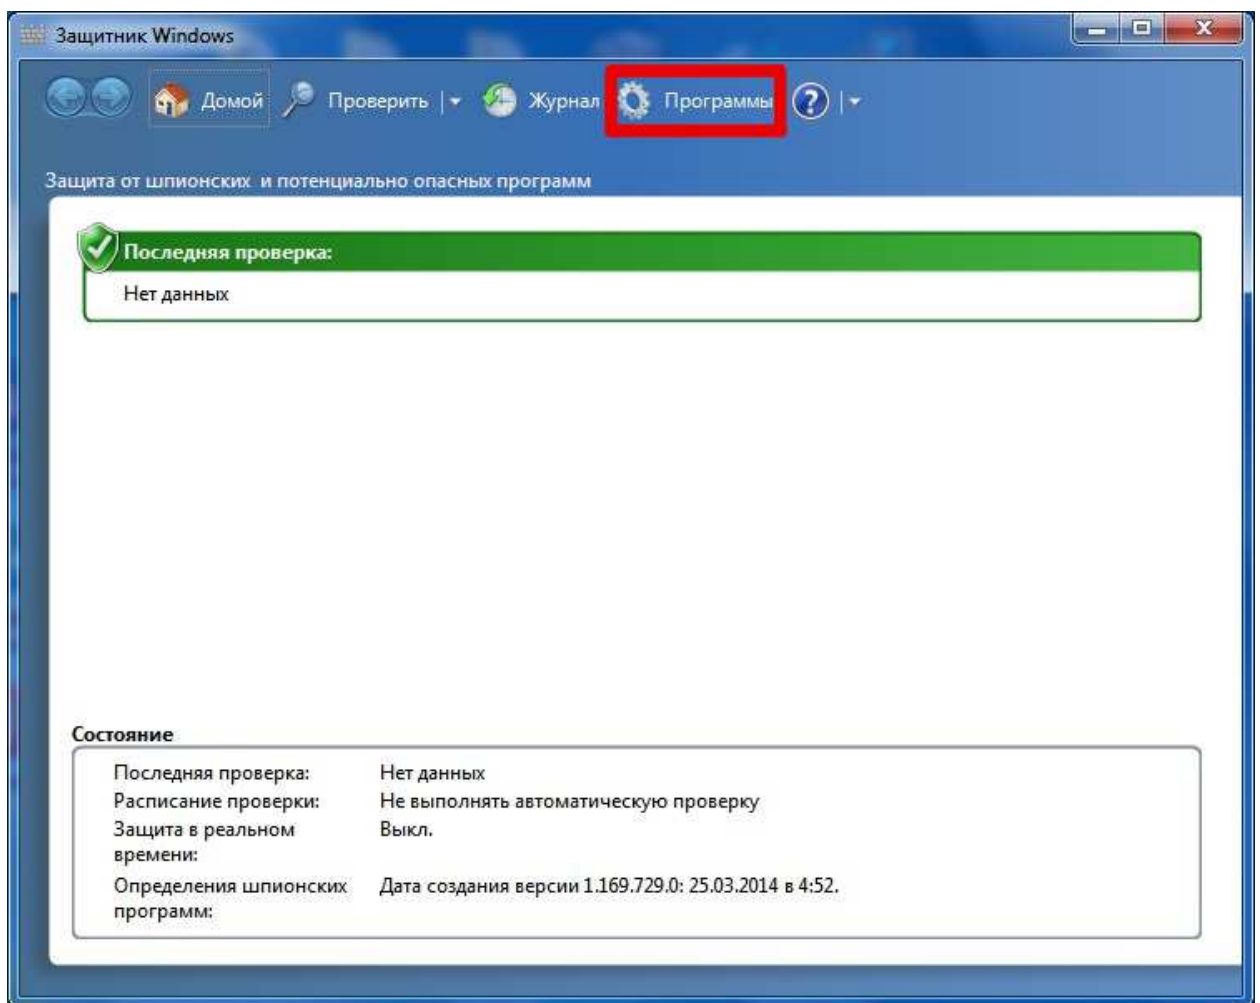 Защитник Windows
Домой Проверить Журнал Программы ?
Защита от шпионских и потенциально опасных программ
Последняя проверка:
Нет данных
Состояние
Последняя проверка: Нет данных
Расписание проверки: Не выполнять автоматическую проверку
Защита в реальном Выкл.
времени:
Определения шпионских Дата создания версии 1.169.729.0: 25.03.2014 в 4:52.
программ: